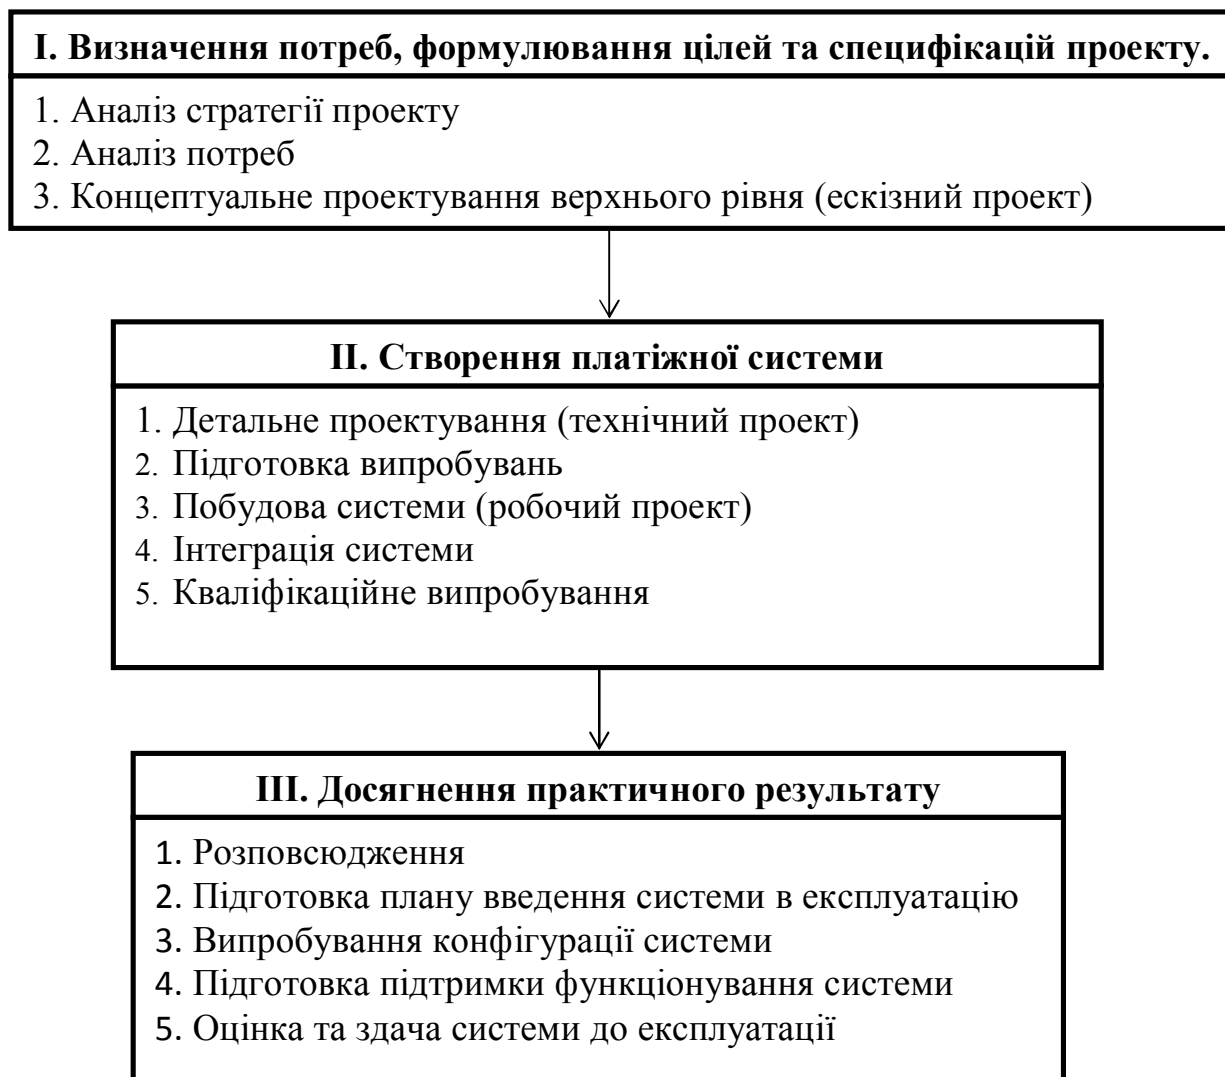 I. Визначення потреб, формулювання цілей та специфікацій проекту.
1. Аналіз стратегії проекту
2. Аналіз потреб
3. Концептуальне проектування верхнього рівня (ескізний проект)
II. Створення платіжної системи
1. Детальне проектування (технічний проект)
2. Підготовка випробувань
3. Побудова системи (робочий проект)
4. Інтеграція системи
5. Кваліфікаційне випробування
III. Досягнення практичного результату
1. Розповсюдження
2. Підготовка плану введення системи в експлуатацію
3. Випробування конфігурації системи
4. Підготовка підтримки функціонування системи
5. Оцінка та здача системи до експлуатації